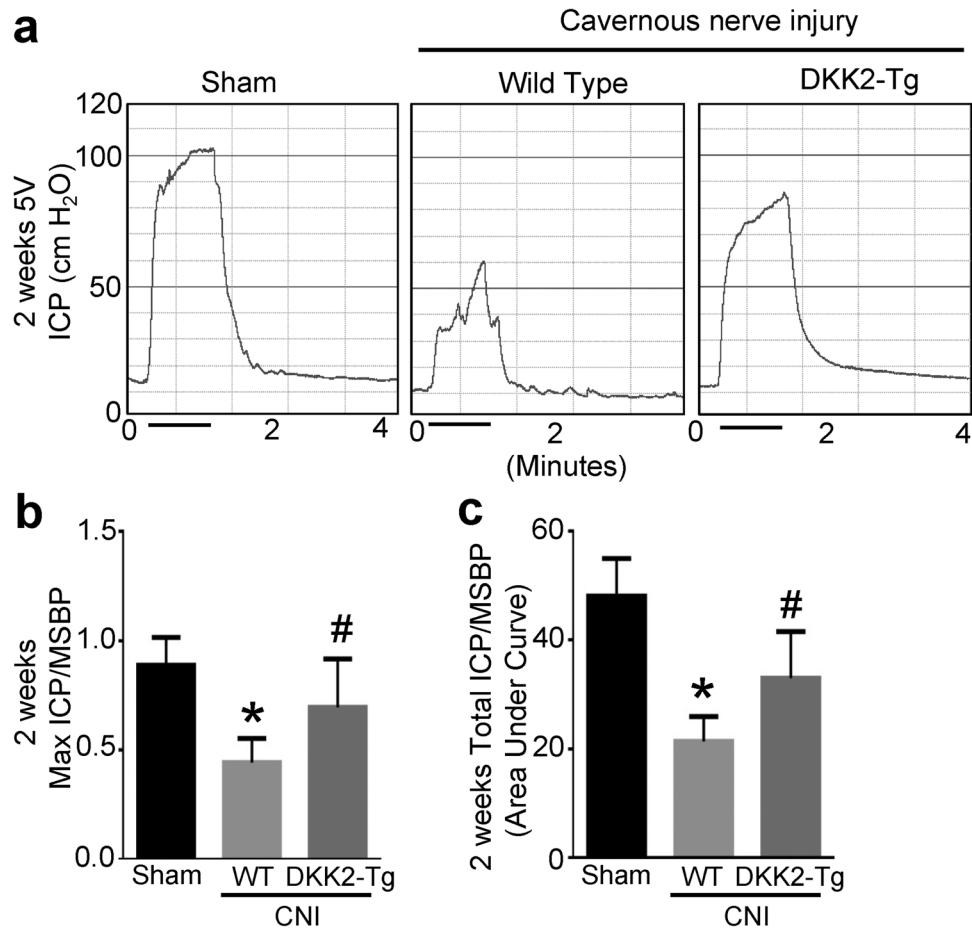 a
Cavernous nerve injury
Sham
Wild Type
DKK2-Tg
2 weeks 5V
ICP (cm H₂O)
120
100
50
0
0 2 4
0 2
0 2 4
(Minutes)
b
2 weeks
Max ICP/MSBP
1.5
1.0
0.5
0.0
*
#
Sham WT DKK2-Tg
CNI
c
2 weeks Total ICP/MSBP
(Area Under Curve)
60
40
20
0
*
#
Sham WT DKK2-Tg
CNI